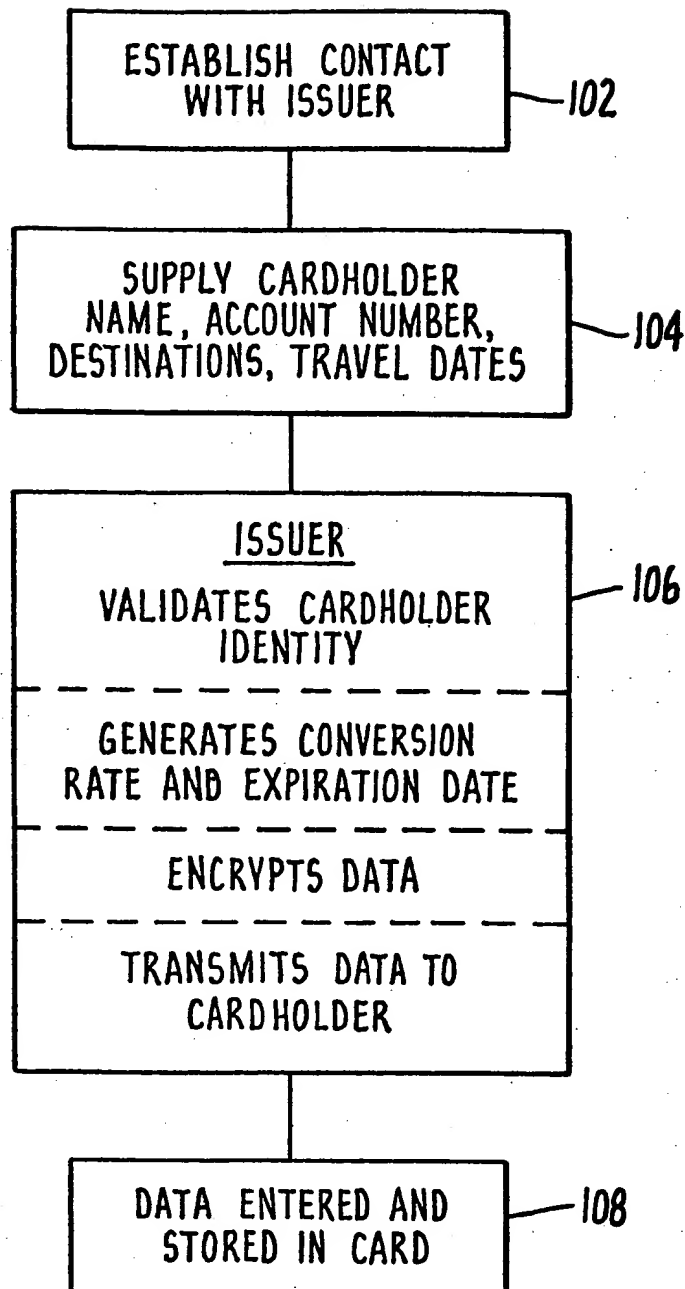 ESTABLISH CONTACT
WITH ISSUER
102
SUPPLY CARDHOLDER
NAME, ACCOUNT NUMBER,
DESTINATIONS, TRAVEL DATES
104
ISSUER
VALIDATES CARDHOLDER
IDENTITY
106
GENERATES CONVERSION
RATE AND EXPIRATION DATE
ENCRYPTS DATA
TRANSMITS DATA TO
CARDHOLDER
DATA ENTERED AND
STORED IN CARD
108